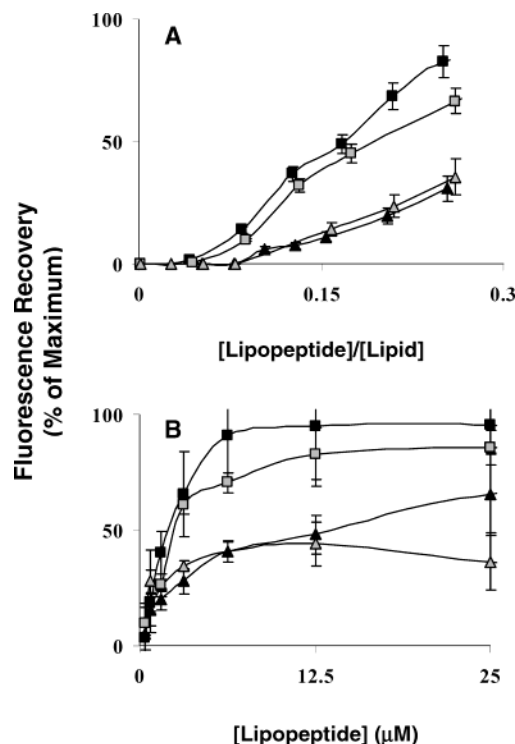 Fluorescence Recovery
(% of Maximum)
A
100
50
0
0
0.15
0.3
[Lipopeptide]/[Lipid]
B
100
50
0
0
12.5
25
[Lipopeptide] (μM)